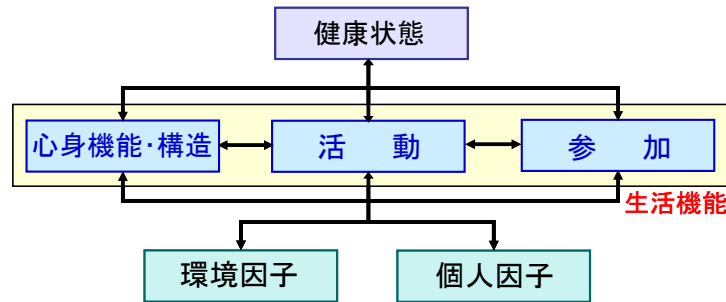 健康状態
心身機能・構造
活 動
参 加
生活機能
環境因子
個人因子